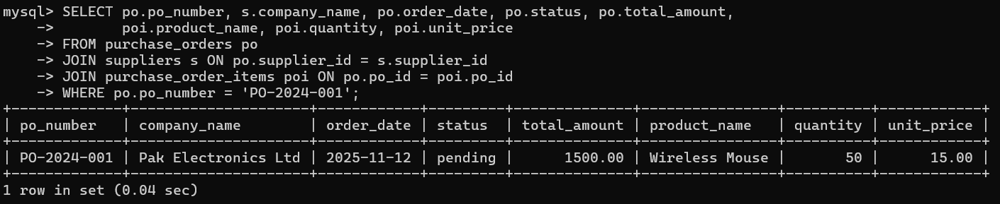 mysql> SELECT po.po_number, s.company_name, po.order_date, po.status, po.total_amount,
    ->        poi.product_name, poi.quantity, poi.unit_price
    -> FROM purchase_orders po
    -> JOIN suppliers s ON po.supplier_id = s.supplier_id
    -> JOIN purchase_order_items poi ON po.po_id = poi.po_id
    -> WHERE po.po_number = 'PO-2024-001';
+-------------+---------------------+------------+---------+--------------+----------------+----------+------------+
| po_number   | company_name        | order_date | status  | total_amount | product_name   | quantity | unit_price |
+-------------+---------------------+------------+---------+--------------+----------------+----------+------------+
| PO-2024-001 | Pak Electronics Ltd | 2025-11-12 | pending |      1500.00 | Wireless Mouse |       50 |      15.00 |
+-------------+---------------------+------------+---------+--------------+----------------+----------+------------+
1 row in set (0.04 sec)